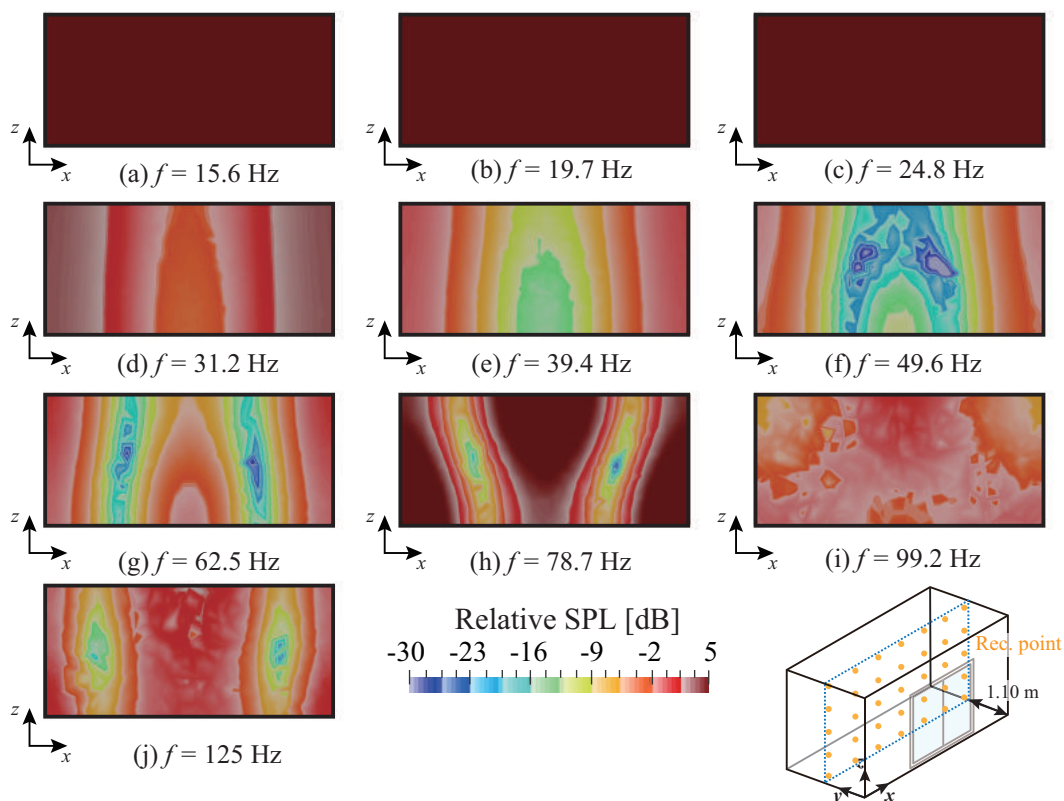 z
x
(a) f = 15.6 Hz
z
x
(b) f = 19.7 Hz
z
x
(c) f = 24.8 Hz
z
x
(d) f = 31.2 Hz
z
x
(e) f = 39.4 Hz
z
x
(f) f = 49.6 Hz
z
x
(g) f = 62.5 Hz
z
x
(h) f = 78.7 Hz
z
x
(i) f = 99.2 Hz
z
x
(j) f = 125 Hz
Relative SPL [dB]
-30 -23 -16 -9 -2 5
Rec. point
1.10 m
z
y
x